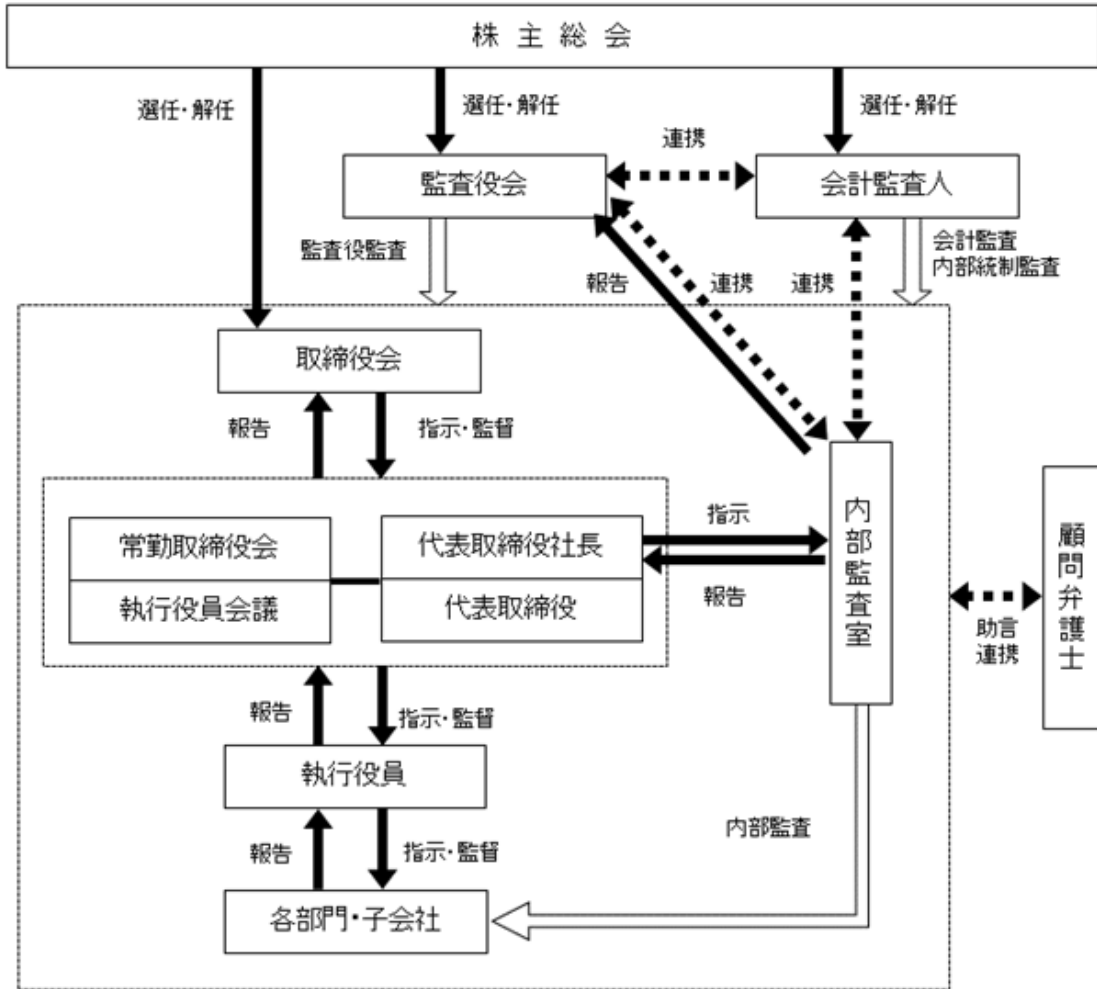 株主総会
選任・解任
選任・解任
選任・解任
連携
監査役会
会計監査人
監査役監査
会計監査
内部統制監査
報告
連携
連携
取締役会
報告
指示・監督
常勤取締役会
執行役員会議
代表取締役社長
代表取締役
指示
報告
内部監査室
顧問弁護士
助言
連携
報告
指示・監督
執行役員
報告
指示・監督
内部監査
各部門・子会社